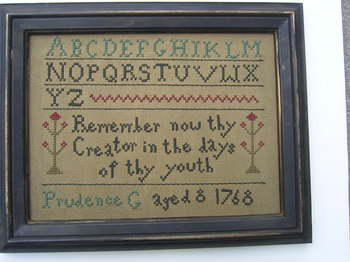 ABCDEFGHIKLM
NOPQRSTUVWX
YZ
Remember now thy
Creator in the days
of thy youth
Prudence G aged 8 1768